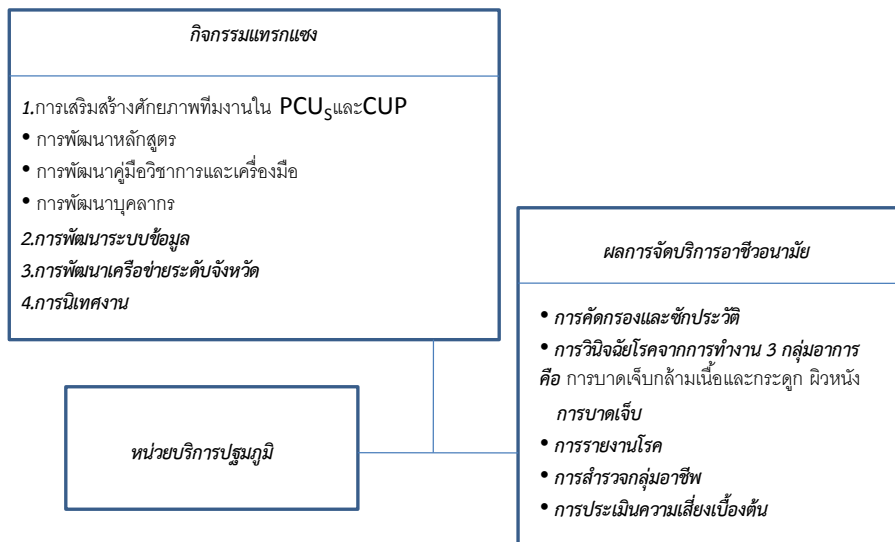 กิจกรรมแทรกแซง
1.การเสริมสร้างศักยภาพทีมงานใน PCUSและCUP
• การพัฒนาหลักสูตร
• การพัฒนาคู่มือวิชาการและเครื่องมือ
• การพัฒนาบุคลากร
2.การพัฒนาระบบข้อมูล
3.การพัฒนาเครือข่ายระดับจังหวัด
4.การนิเทศงาน
หน่วยบริการปฐมภูมิ
ผลการจัดบริการอาชีวอนามัย
• การคัดกรองและซักประวัติ
• การวินิจฉัยโรคจากการทำงาน 3 กลุ่มอาการ
คือ การบาดเจ็บกล้ามเนื้อและกระดูก ผิวหนัง
การบาดเจ็บ
• การรายงานโรค
• การสำรวจกลุ่มอาชีพ
• การประเมินความเสี่ยงเบื้องต้น